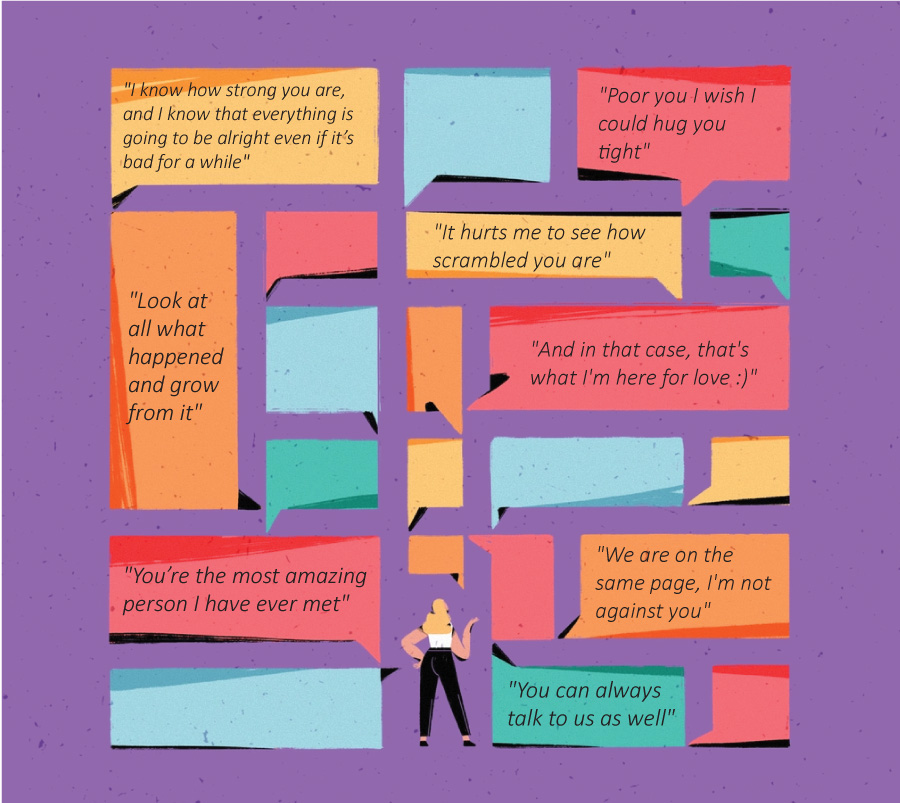 "I know how strong you are,
and I know that everything is
going to be alright even if it’s
bad for a while"
"Poor you I wish I
could hug you
tight"
"It hurts me to see how
scrambled you are"
"Look at
all what
happened
and grow
from it"
"And in that case, that's
what I'm here for love :)"
"You’re the most amazing
person I have ever met"
"We are on the
same page, I'm not
against you"
"You can always
talk to us as well"